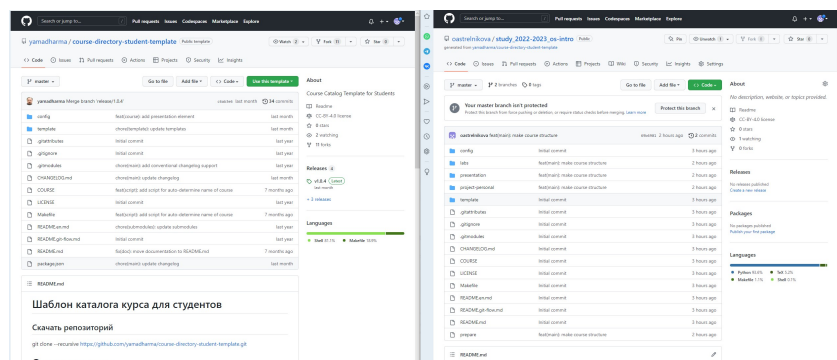 Search or jump to...
Pull requests Issues Codespaces Marketplace Explore
yamadharma / course-directory-student-template Public template
Watch 2 Fork 11 Star 0
Code Issues Pull requests Actions Projects Security Insights
master Go to file Add file Code Use this template
yamadharma Merge branch 'release/1.0.4' last month 34 commits
config feat(course): add presentation element last month
template chore(template): update templates last month
.gitattributes Initial commit last year
.gitignore Initial commit last year
.gitmodules chore(main): add conventional changelog support last month
CHANGELOG.md chore(main): update changelog last month
COURSE feat(script): add script for auto-determine name of course 7 months ago
LICENSE Initial commit last year
Makefile feat(script): add script for auto-determine name of course 7 months ago
README.en.md chore(submodules): update submodules last month
README.git-flow.md Initial commit last year
README.md feat(doc): move documentation to README.md 7 months ago
package.json chore(main): update changelog last month
README.md
Шаблон каталога курса для студентов
Скачать репозиторий
git clone --recursive https://github.com/yamadharma/course-directory-student-template.git
About
Course Catalog Template for Students
Readme
CC-BY-4.0 license
0 stars
2 watching
11 forks
Releases
v1.0.4 Latest
last month
+ 3 releases
Languages
Shell Makefile
Search or jump to...
Pull requests Issues Codespaces Marketplace Explore
oastrelnikova / study_2022-2023_os-intro Public
generated from yamadharma/course-directory-student-template
Pin Unwatch 1 Fork 0 Star 0
Code Issues Pull requests Actions Projects Wiki Security Insights Settings
master 2 branches 0 tags Go to file Add file Code
Your master branch isn't protected
Protect this branch from force pushing or deletion, or require status checks before merging. Learn more
Protect this branch
oastrelnikova feat(main): make course structure 2 hours ago 2 commits
config Initial commit 3 hours ago
labs feat(main): make course structure 2 hours ago
presentation feat(main): make course structure 2 hours ago
project-personal feat(main): make course structure 2 hours ago
template Initial commit 3 hours ago
.gitattributes Initial commit 3 hours ago
.gitignore Initial commit 3 hours ago
.gitmodules Initial commit 3 hours ago
CHANGELOG.md Initial commit 3 hours ago
COURSE Initial commit 3 hours ago
LICENSE Initial commit 3 hours ago
Makefile Initial commit 3 hours ago
README.en.md Initial commit 3 hours ago
README.git-flow.md Initial commit 3 hours ago
README.md Initial commit 3 hours ago
prepare feat(main): make course structure 2 hours ago
README.md
About
No description, website, or topics provided.
Readme
CC-BY-4.0 license
0 stars
1 watching
0 forks
Releases
No releases published
Create a new release
Packages
No packages published
Publish your first package
Languages
Python TeX 5.2%
Makefile 1.1% Shell 0.1%